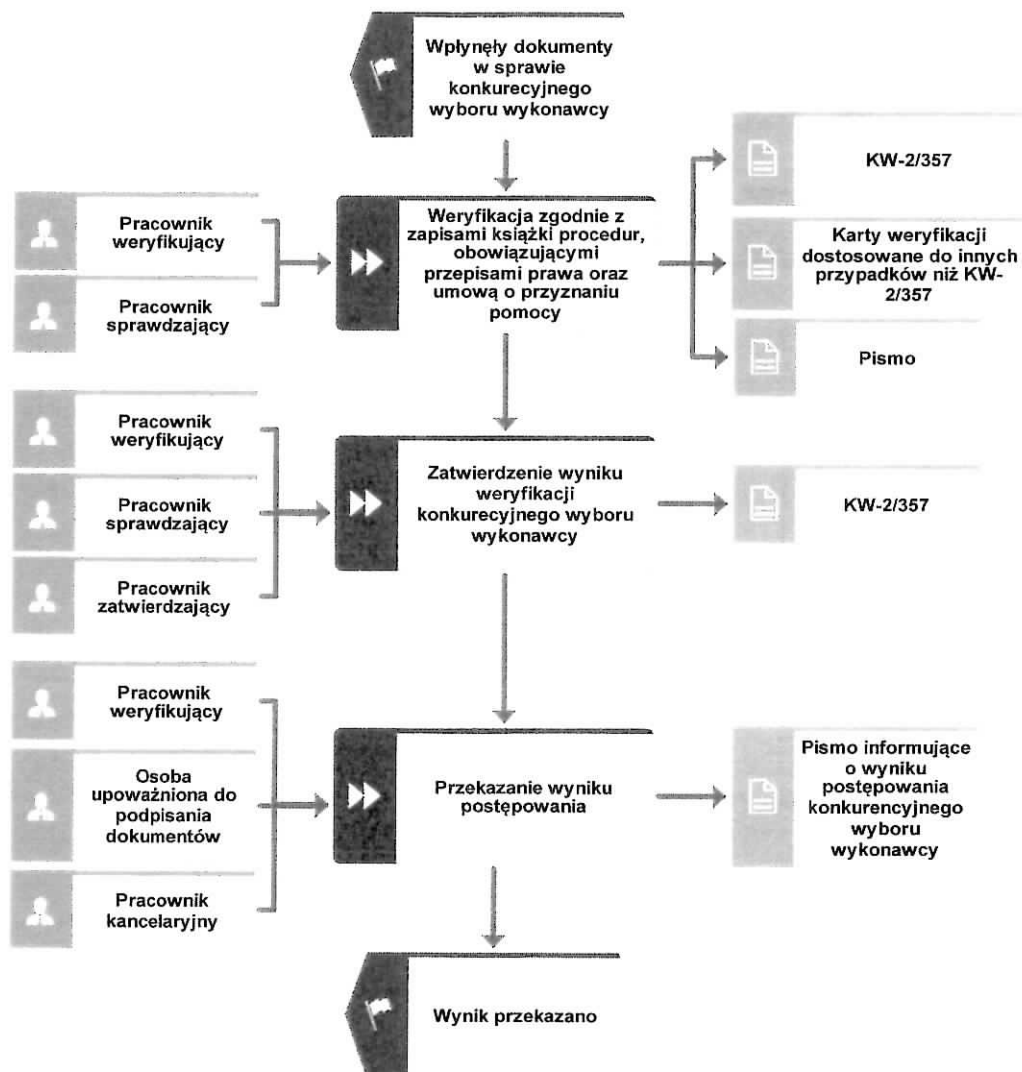 Wpłynęły dokumenty
w sprawie
konkurecyjnego
wyboru wykonawcy
Pracownik
weryfikujący
Pracownik
sprawdzający
Weryfikacja zgodnie z
zapisami książki procedur,
obowiązującymi
przepisami prawa oraz
umową o przyznaniu
pomocy
KW-2/357
Karty weryfikacji
dostosowane do innych
przypadków niż KW-
2/357
Pismo
Pracownik
weryfikujący
Pracownik
sprawdzający
Pracownik
zatwierdzający
Zatwierdzenie wyniku
weryfikacji
konkurecyjnego wyboru
wykonawcy
KW-2/357
Pracownik
weryfikujący
Osoba
upoważniona do
podpisania
dokumentów
Pracownik
kancelaryjny
Przekazanie wyniku
postępowania
Pismo informujące
o wyniku
postępowania
konkurencyjnego
wyboru
wykonawcy
Wynik przekazano